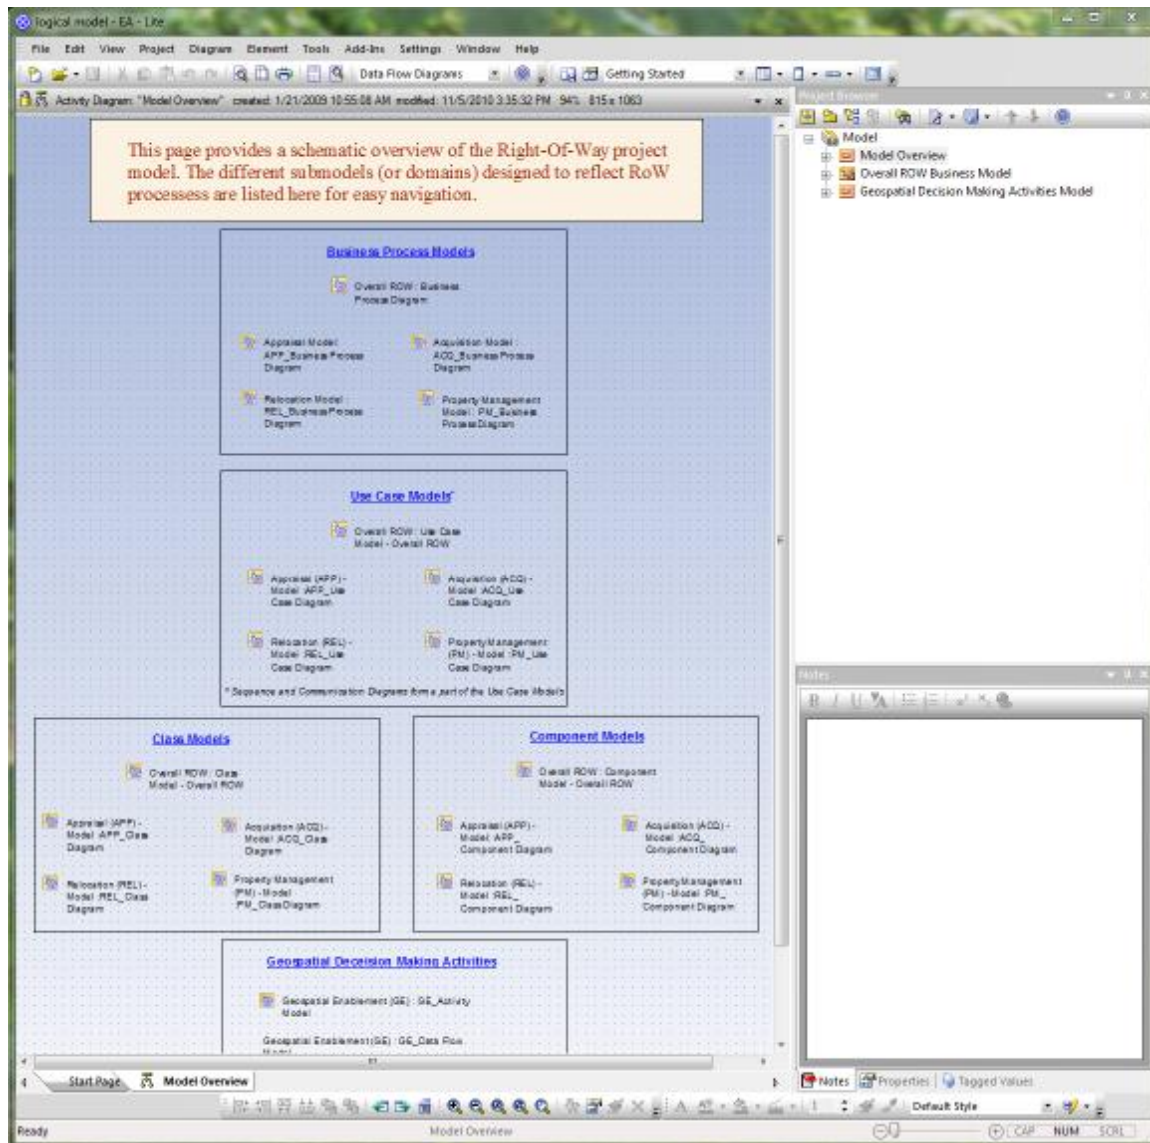 logical model - EA - Lite
File Edit View Project Diagram Element Tools Add-Ins Settings Window Help
Data Flow Diagrams Getting Started
Activity Diagram: "Model Overview" created: 1/21/2009 10:55:08 AM modified: 11/5/2010 3:35:32 PM 94% 815 x 1063
Project Browser
Model
Model Overview
Overall ROW Business Model
Geospatial Decision Making Activities Model
This page provides a schematic overview of the Right-Of-Way project
model. The different submodels (or domains) designed to reflect RoW
processess are listed here for easy navigation.
Business Process Models
Overall ROW : Business
Process Diagram
Appraisal Model:
APP_Business Process
Diagram
Acquisition Model :
ACQ_Business Process
Diagram
Relocation Model :
REL_Business Process
Diagram
Property Management
Model : PM_Business
Process Diagram
Use Case Models*
Overall ROW : Use Case
Model - Overall ROW
Appraisal (APP) -
Model :APP_Use
Case Diagram
Acquisition (ACQ) -
Model :ACQ_Use
Case Diagram
Relocation (REL) -
Model :REL_Use
Case Diagram
Property Management
(PM) - Model :PM_Use
Case Diagram
* Sequence and Communication Diagrams form a part of the Use Case Models
Class Models
Overall ROW : Class
Model - Overall ROW
Appraisal (APP) -
Model :APP_Class
Diagram
Acquisition (ACQ) -
Model :ACQ_Class
Diagram
Relocation (REL) -
Model :REL_Class
Diagram
Property Management
(PM) - Model
PM_Class Diagram
Component Models
Overall ROW : Component
Model - Overall ROW
Appraisal (APP) -
Model :APP_
Component Diagram
Acquisition (ACQ) -
Model :ACQ_
Component Diagram
Relocation (REL) -
Model :REL_
Component Diagram
Property Management
(PM) - Model :PM_
Component Diagram
Geospatial Deceision Making Activities
Geospatial Enablement (GE) : GE_Activity
Model
Geospatial Enablement (GE) : GE_Data Flow
Notes
B I U A
Start Page Model Overview
Notes Properties Tagged Values
Default Style
Ready Model Overview CAP NUM SCRL